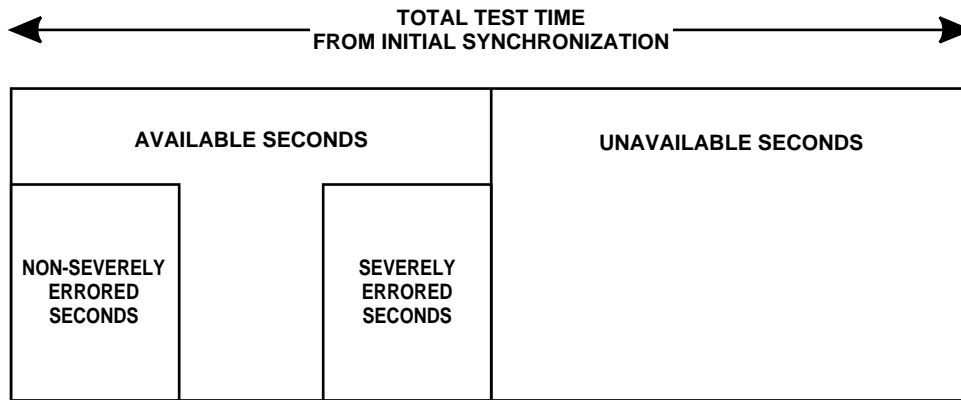 TOTAL TEST TIME
FROM INITIAL SYNCHRONIZATION
AVAILABLE SECONDS
UNAVAILABLE SECONDS
NON-SEVERELY
ERRORED
SECONDS
SEVERELY
ERRORED
SECONDS